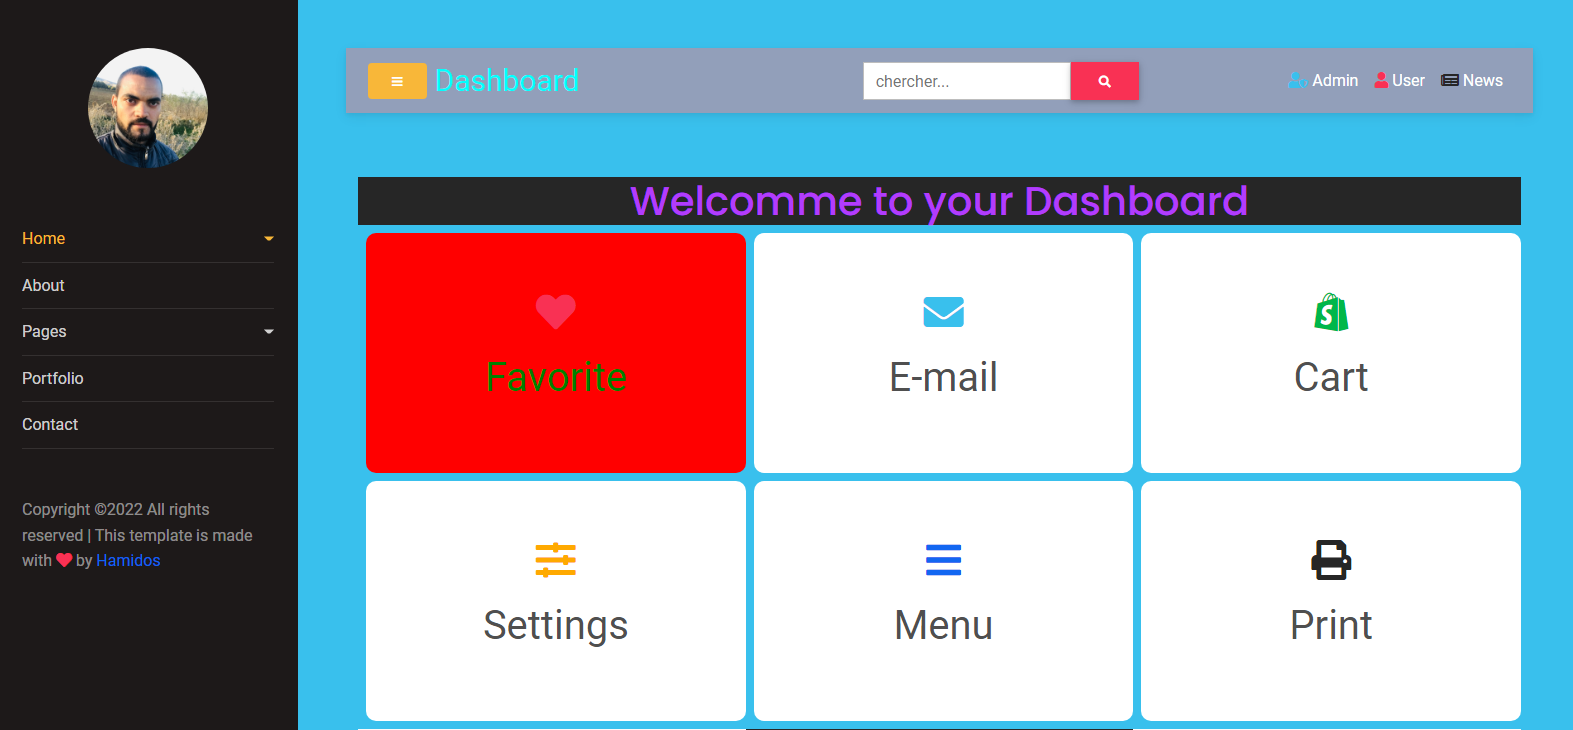 Home
About
Pages
Portfolio
Contact
Copyright ©2022 All rights
reserved | This template is made
with by Hamidos
Dashboard
chercher...
Admin User News
Welcomme to your Dashboard
Favorite
E-mail
Cart
Settings
Menu
Print